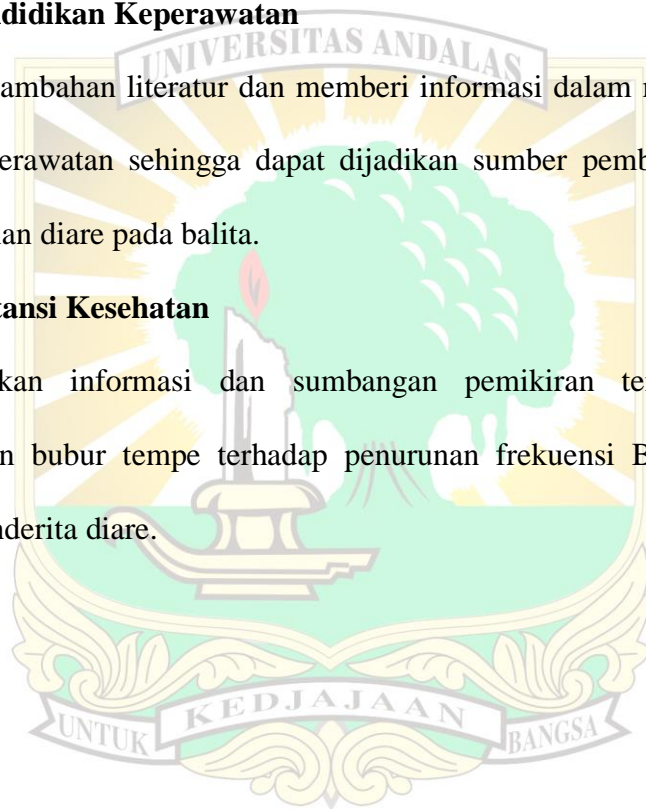 didikan Keperawatan
UNIVERSITAS ANDALAS
ambahan literatur dan memberi informasi dalam
erawatan sehingga dapat dijadikan sumber pemb
an diare pada balita.
tansi Kesehatan
kan informasi dan sumbangan pemikiran te
n bubur tempe terhadap penurunan frekuensi B
nderita diare.
UNTUK KEDJAJAAN BANGSA